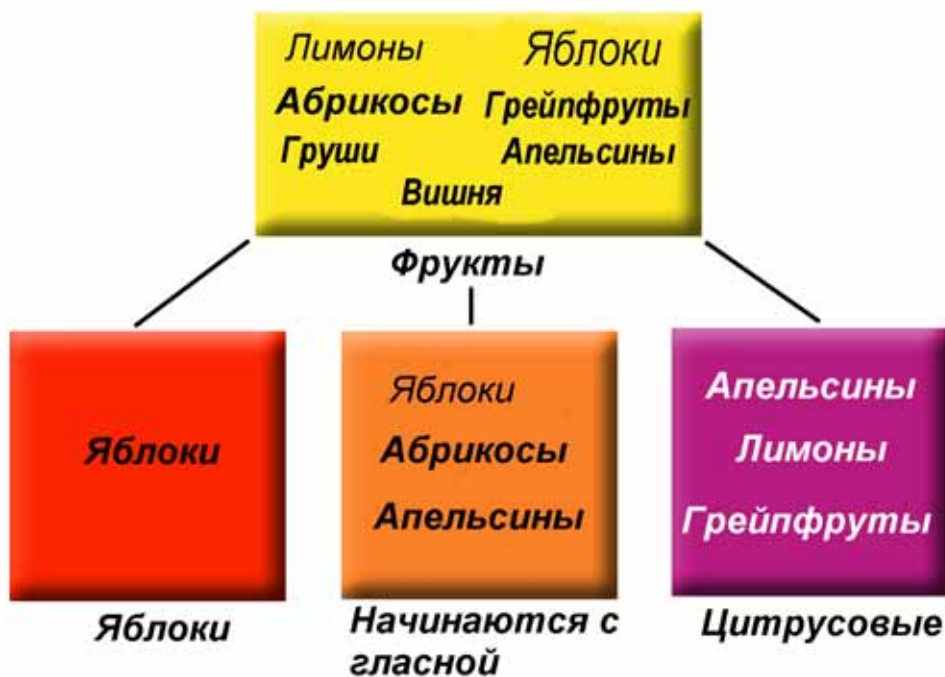 Лимоны Яблоки
Абрикосы Грейпфруты
Груши Апельсины
Вишня
Фрукты
Яблоки
Яблоки
Яблоки
Абрикосы
Апельсины
Начинаются с
гласной
Апельсины
Лимоны
Грейпфруты
Цитрусовые